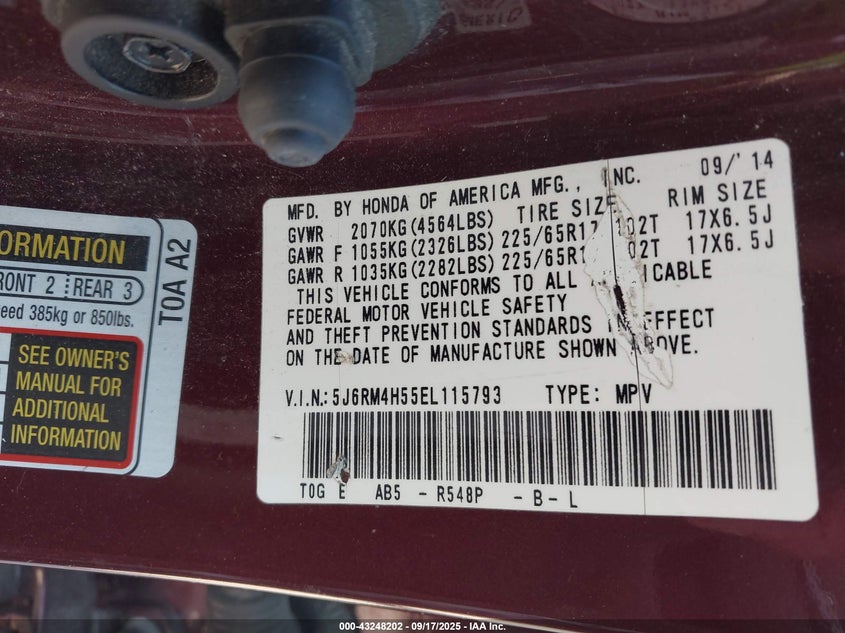 ORMATION
RONT 2 REAR 3
eed 385kg or 850lbs.
SEE OWNER'S
MANUAL FOR
ADDITIONAL
INFORMATION
T0A A2
MFD. BY HONDA OF AMERICA MFG., INC. 09/'14
GVWR 2070KG(4564LBS) TIRE SIZE RIM SIZE
GAWR F 1055KG(2326LBS) 225/65R17 102T 17X6.5J
GAWR R 1035KG(2282LBS) 225/65R1 02T 17X6.5J
THIS VEHICLE CONFORMS TO ALL A ICABLE
FEDERAL MOTOR VEHICLE SAFETY
AND THEFT PREVENTION STANDARDS IN EFFECT
ON THE DATE OF MANUFACTURE SHOWN ABOVE.
V.I.N.: 5J6RM4H55EL115793 TYPE: MPV
T0G E AB5 - R548P - B - L
000-43248202 - 09/17/2025 - IAA Inc.